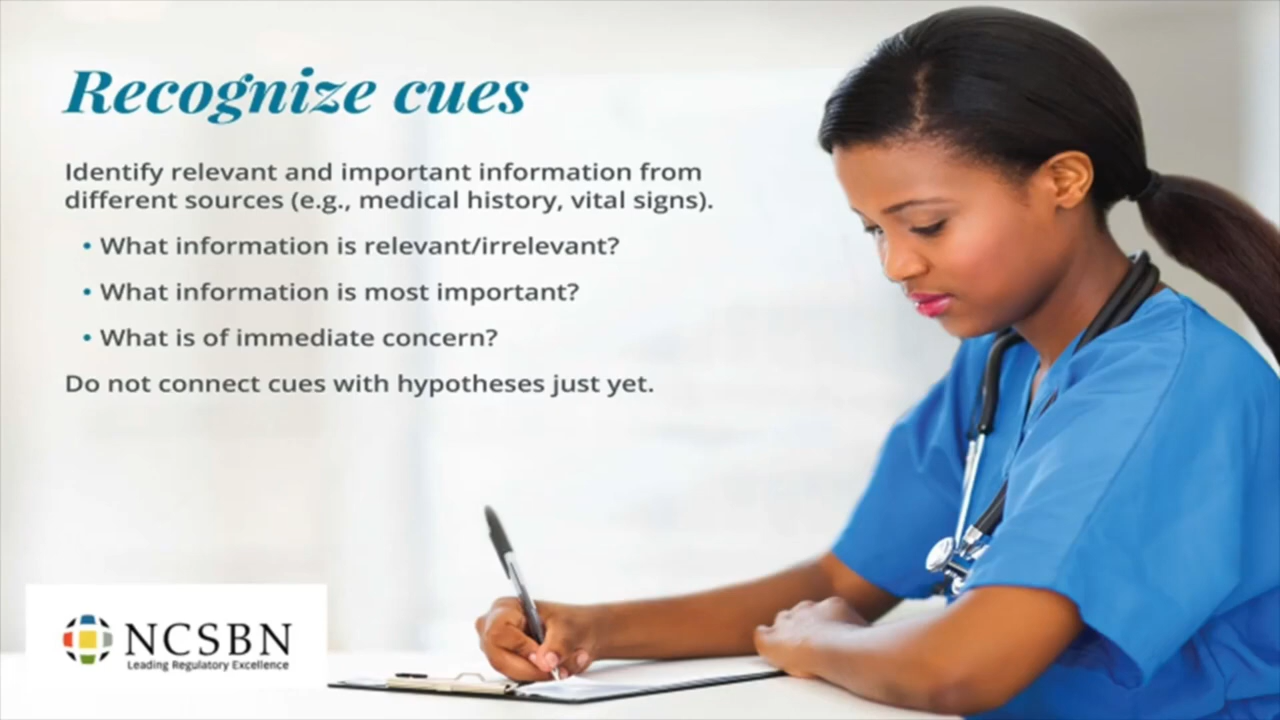 Recognize cues
Identify relevant and important information from
different sources (e.g., medical history, vital signs).
• What information is relevant/irrelevant?
• What information is most important?
• What is of immediate concern?
Do not connect cues with hypotheses just yet.
NCSBN
Leading Regulatory Excellence